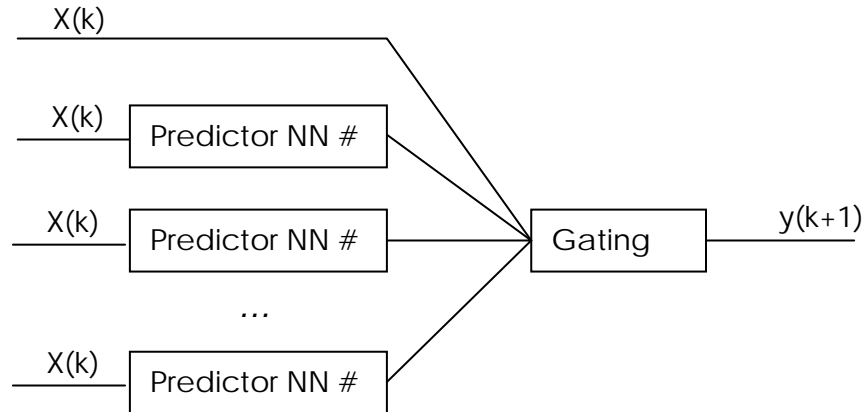 X(k)
X(k)
Predictor NN #
X(k)
Predictor NN #
Gating
y(k+1)
...
X(k)
Predictor NN #